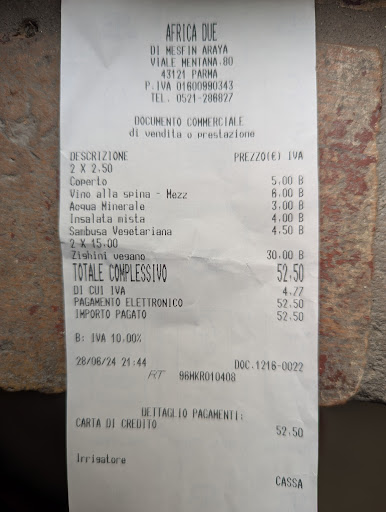 AFRICA DUE
DI MESFIN ARAYA
VIALE MENTANA.80
43121 PARMA
P.IVA 01600990343
TEL. 0521-286827
DOCUMENTO COMMERCIALE
di vendita o prestazione
DESCRIZIONE PREZZO(€) IVA
2 X 2.50
Coperto 5.00 B
Vino alla spina - Mezz 6.00 B
Acqua Minerale 3.00 B
Insalata mista 4.00 B
Sambusa Vegetariana 4.50 B
2 X 15.00
Zighini vegano 30.00 B
TOTALE COMPLESSIVO 52.50
DI CUI IVA 4.77
PAGAMENTO ELETTRONICO 52.50
IMPORTO PAGATO 52.50
B: IVA 10.00%
28/06/24 21:44 DOC.1216-0022
RT 96MKR010408
DETTAGLIO PAGAMENTI:
CARTA DI CREDITO 52.50
Irrigatore
CASSA